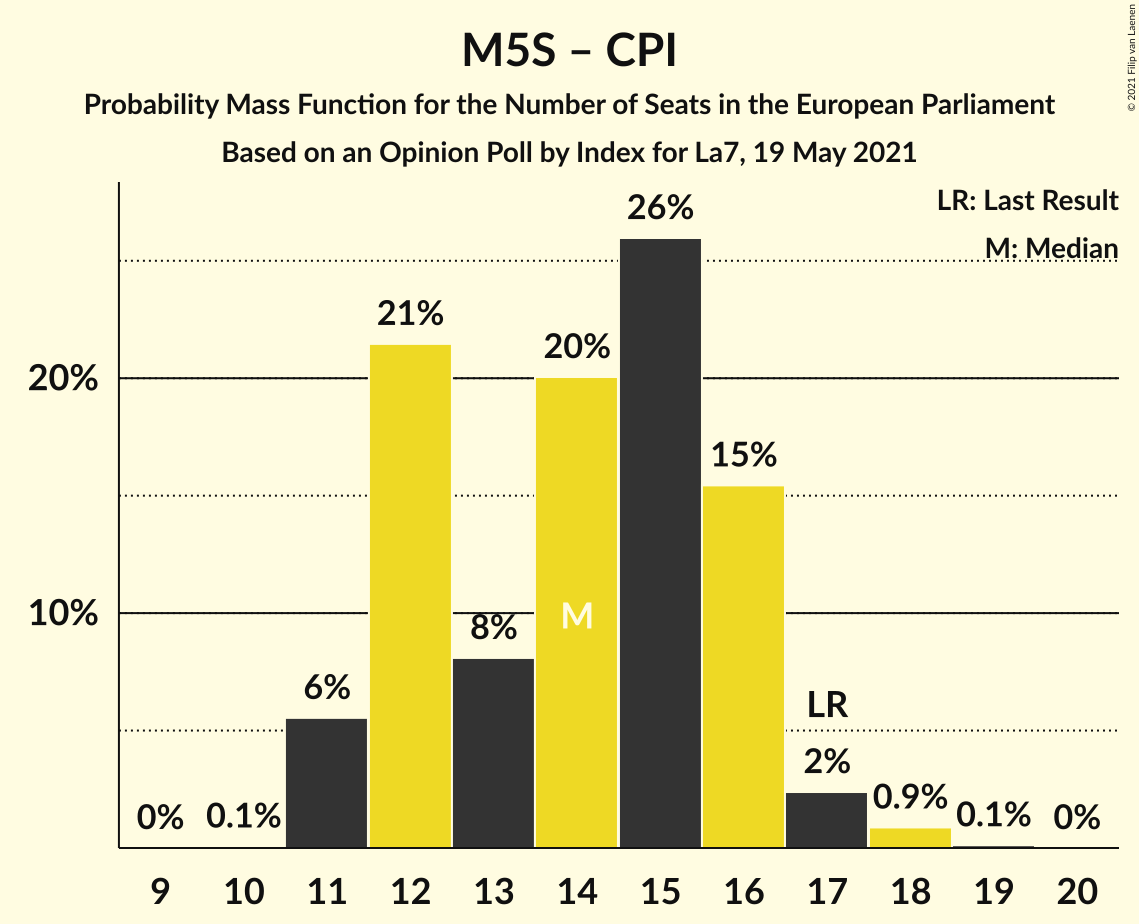 M5S – CPI
Probability Mass Function for the Number of Seats in the European Parliament
Based on an Opinion Poll by Index for La7, 19 May 2021
© 2021 Filip van Laenen
LR: Last Result
M: Median
26%
21%
20%
20%
15%
10%
M
8%
6%
LR
2%
0.9%
0% 0.1% 0.1% 0%
9 10 11 12 13 14 15 16 17 18 19 20